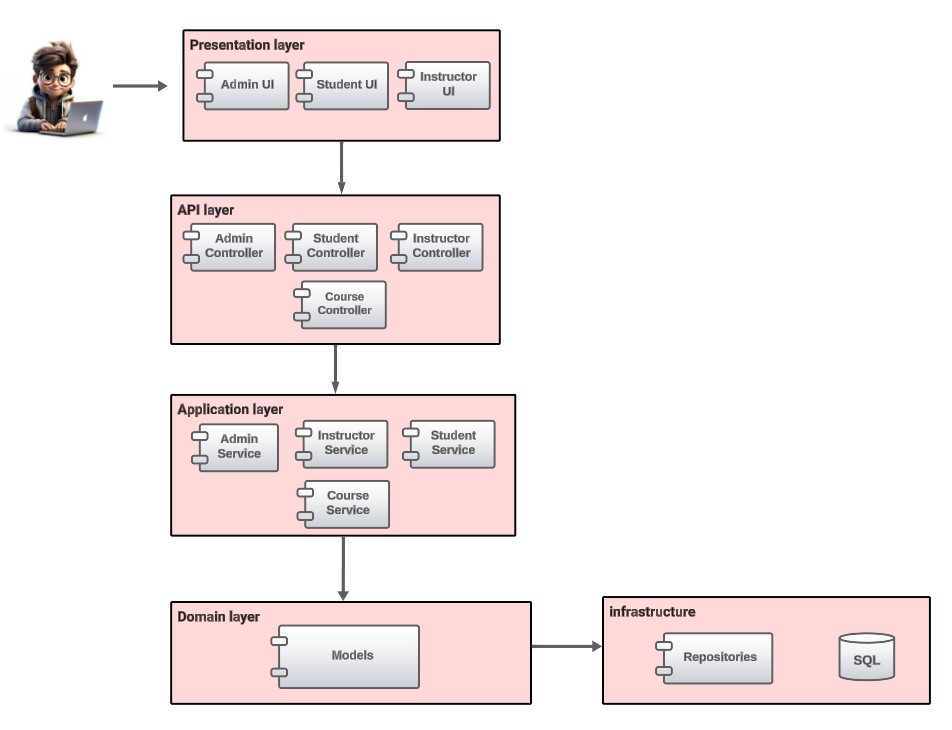 Presentation layer
Admin UI
Student UI
Instructor
UI
API layer
Admin
Controller
Student
Controller
Instructor
Controller
Course
Controller
Application layer
Admin
Service
Instructor
Service
Student
Service
Course
Service
Domain layer
Models
infrastructure
Repositories
SQL